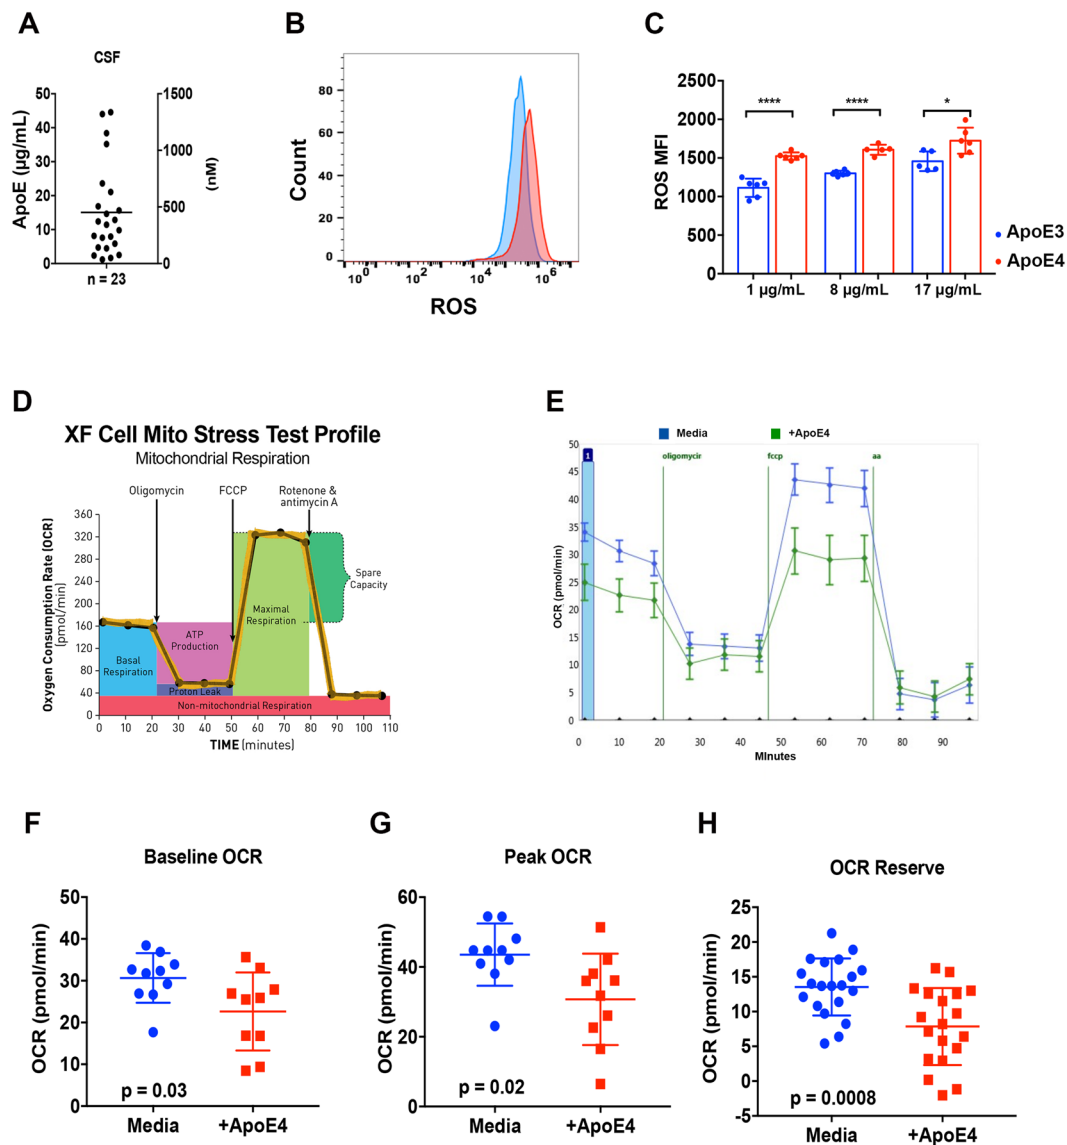 A
CSF
ApoE (µg/mL)
50
40
30
20
10
0
1500
1000
500
0
(nM)
n = 23
B
Count
80
60
40
20
0
10^0
10^2
10^4
10^6
ROS
C
ROS MFI
2500
2000
1500
1000
500
0
****
****
*
1 µg/mL
8 µg/mL
17 µg/mL
ApoE3
ApoE4
D
XF Cell Mito Stress Test Profile
Mitochondrial Respiration
Oligomycin
FCCP
Rotenone &
antimycin A
Oxygen Consumption Rate (OCR)
(pmol/min)
360
320
280
240
200
160
120
80
40
0
Basal
Respiration
ATP
Production
Proton Leak
Maximal
Respiration
Spare
Capacity
Non-mitochondrial Respiration
0 10 20 30 40 50 60 70 80 90 100 110
TIME (minutes)
E
Media
+ApoE4
1
oligomycin
fccp
aa
OCR (pmol/min)
50
45
40
35
30
25
20
15
10
5
0
0 10 20 30 40 50 60 70 80 90
MInutes
F
Baseline OCR
OCR (pmol/min)
50
40
30
20
10
0
p = 0.03
Media
+ApoE4
G
Peak OCR
OCR (pmol/min)
60
40
20
0
p = 0.02
Media
+ApoE4
H
OCR Reserve
OCR (pmol/min)
25
20
15
10
5
0
-5
p = 0.0008
Media
+ApoE4